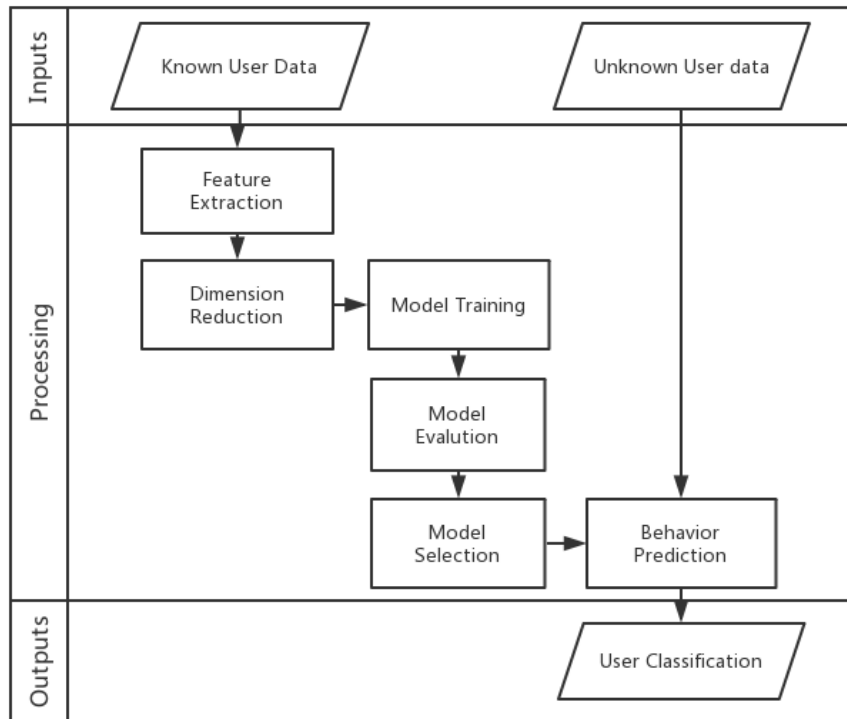 Inputs
Known User Data
Unknown User data
Processing
Feature
Extraction
Dimension
Reduction
Model Training
Model
Evalution
Model
Selection
Behavior
Prediction
Outputs
User Classification